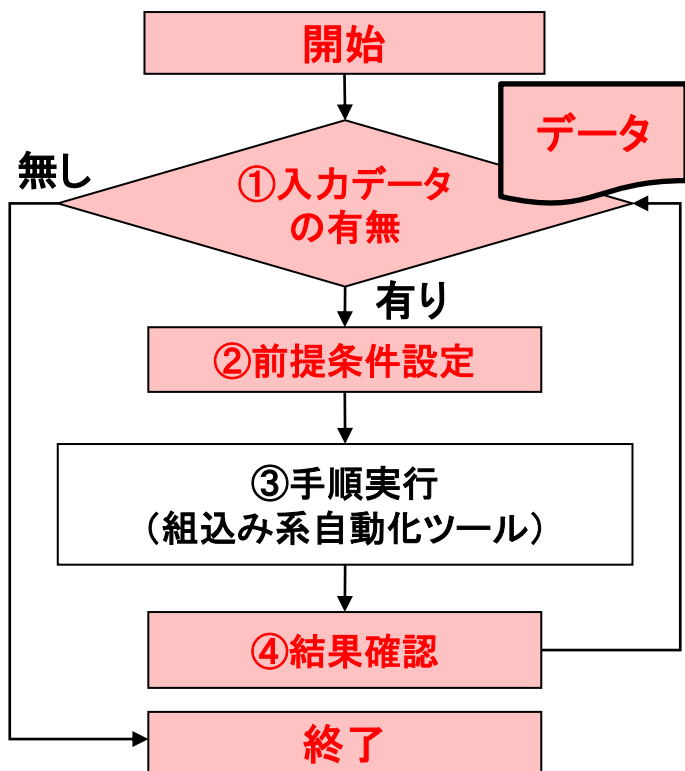 開始
データ
無し
①入力データ
の有無
有り
②前提条件設定
③手順実行
（組込み系自動化ツール）
④結果確認
終了